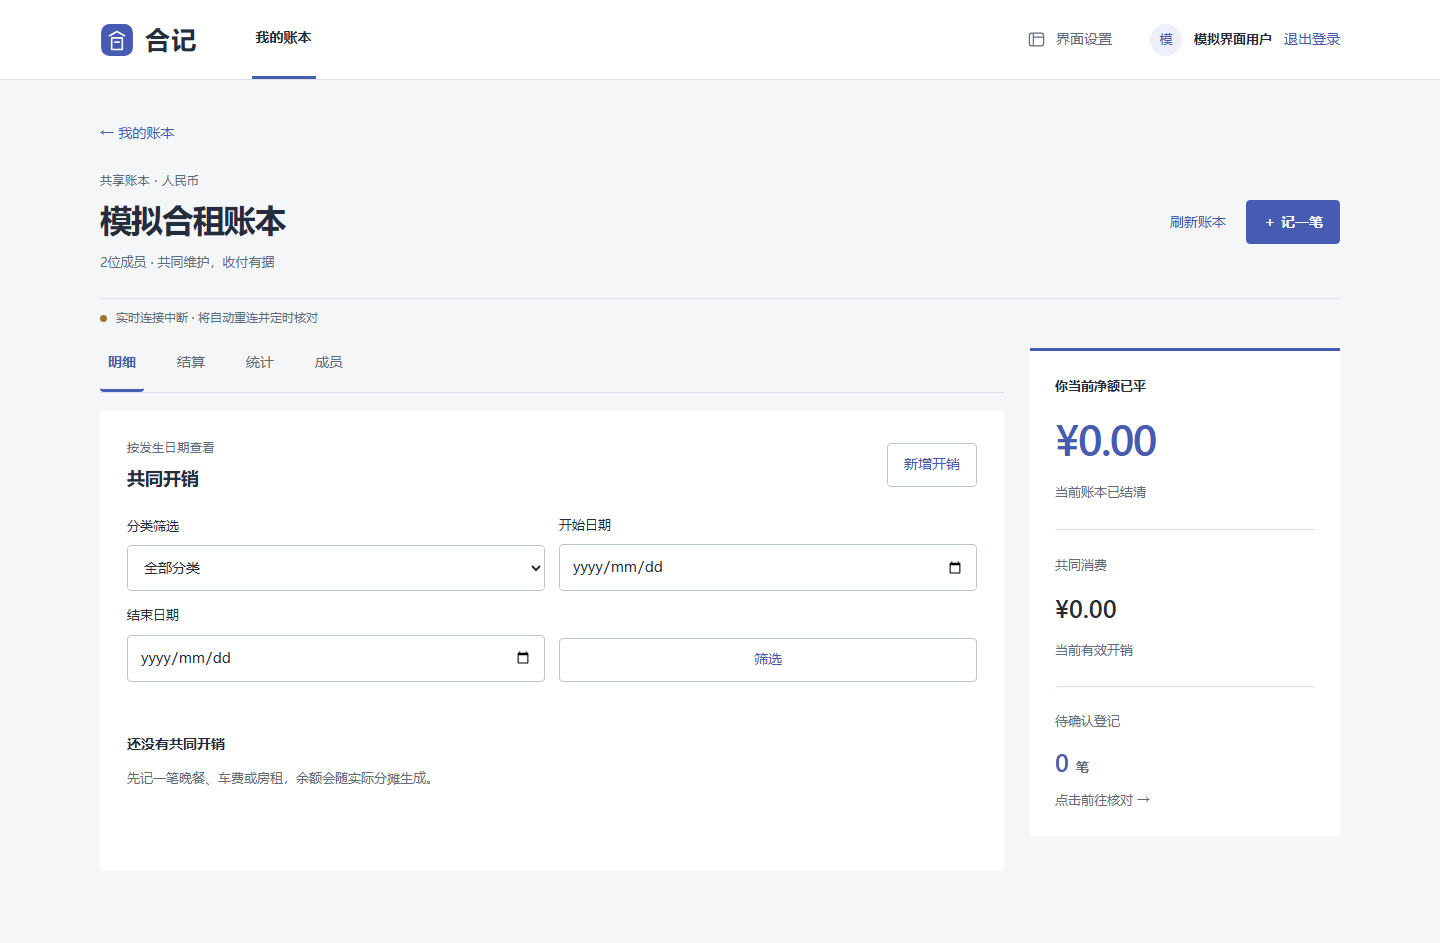 合记
我的账本
界面设置
模
模拟界面用户
退出登录
← 我的账本
共享账本 · 人民币
模拟合租账本
2位成员 · 共同维护，收付有据
刷新账本
+ 记一笔
实时连接中断 · 将自动重连并定时核对
明细
结算
统计
成员
按发生日期查看
共同开销
新增开销
分类筛选
开始日期
全部分类
yyyy/mm/dd
结束日期
yyyy/mm/dd
筛选
还没有共同开销
先记一笔晚餐、车费或房租，余额会随实际分摊生成。
你当前净额已平
¥0.00
当前账本已结清
共同消费
¥0.00
当前有效开销
待确认登记
0 笔
点击前往核对 →